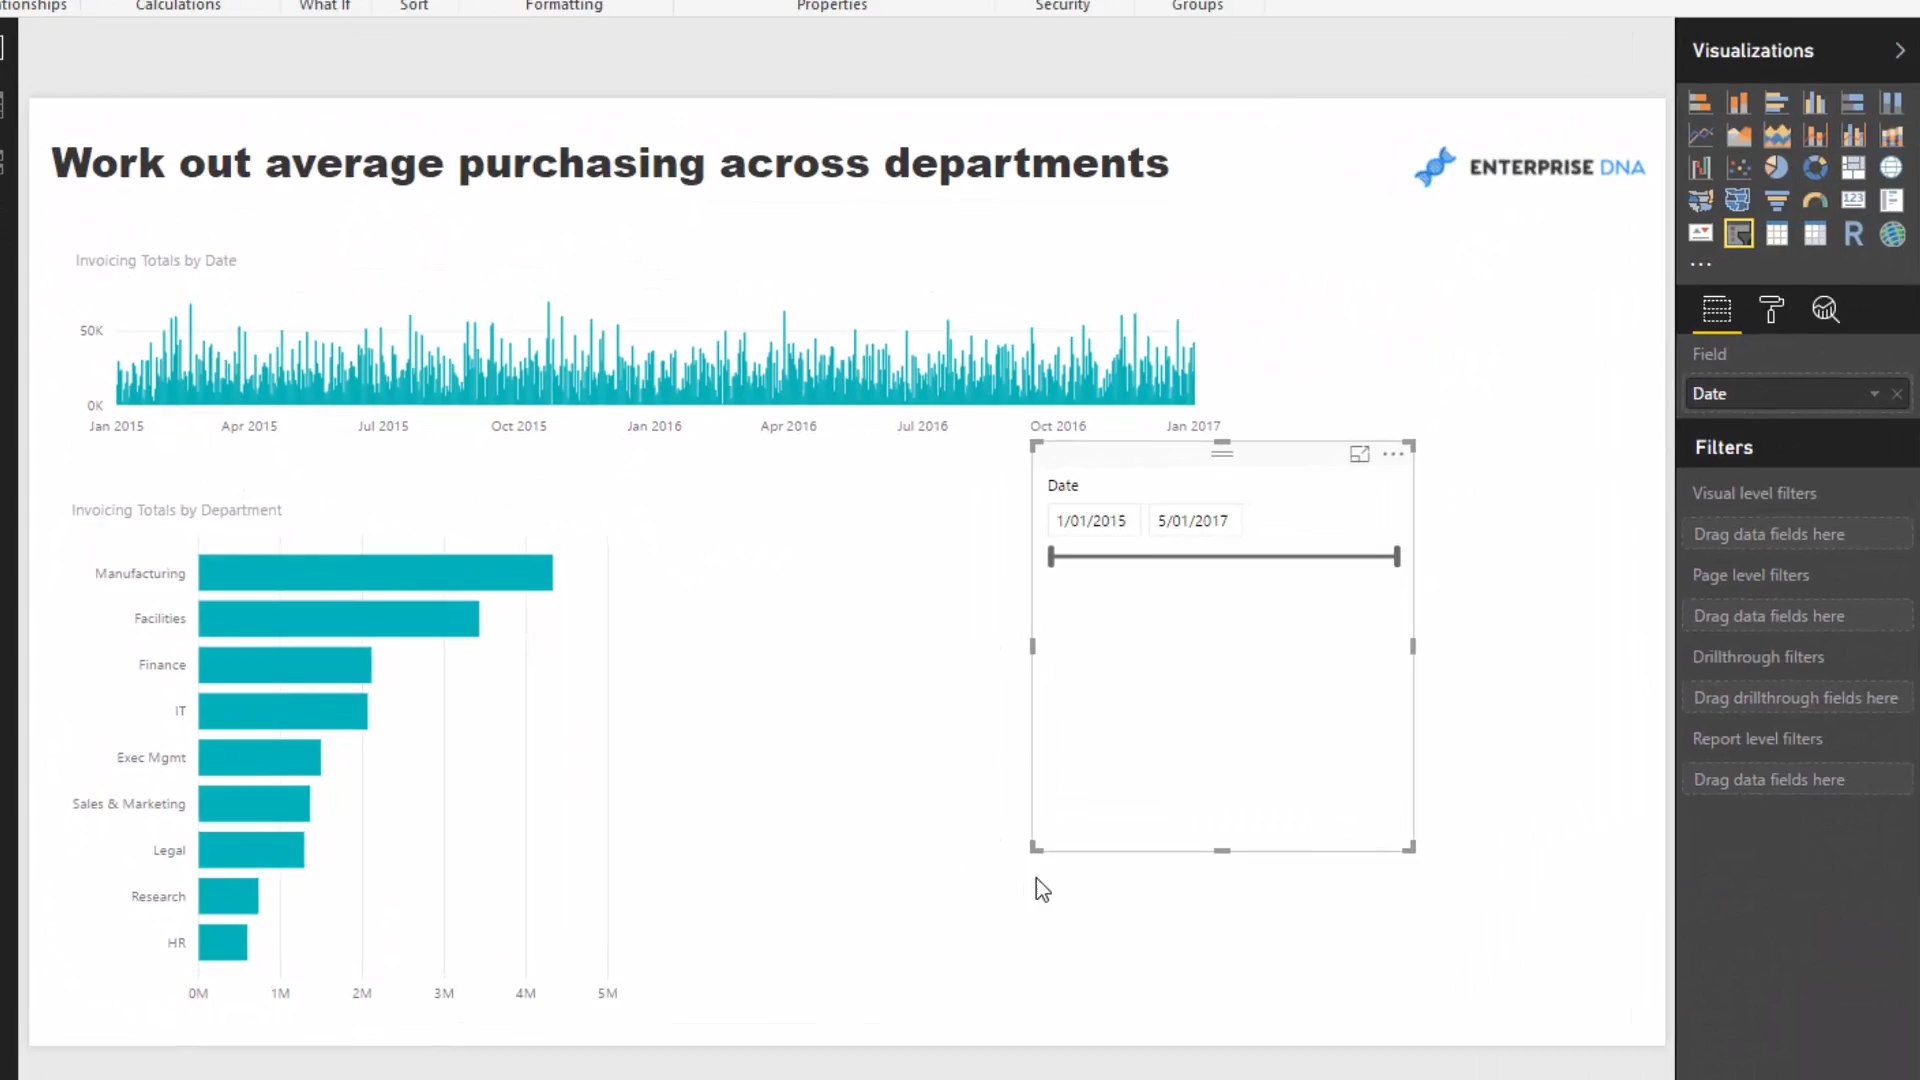 Calculations What If Sort Formatting Properties Security Groups
Visualizations
Work out average purchasing across departments
ENTERPRISE DNA
123
R
Invoicing Totals by Date
50K
0K
Jan 2015 Apr 2015 Jul 2015 Oct 2015 Jan 2016 Apr 2016 Jul 2016 Oct 2016 Jan 2017
Field
Date
Filters
Visual level filters
Drag data fields here
Page level filters
Drag data fields here
Drillthrough filters
Drag drillthrough fields here
Report level filters
Drag data fields here
Date
1/01/2015 5/01/2017
Invoicing Totals by Department
Manufacturing
Facilities
Finance
IT
Exec Mgmt
Sales & Marketing
Legal
Research
HR
0M 1M 2M 3M 4M 5M